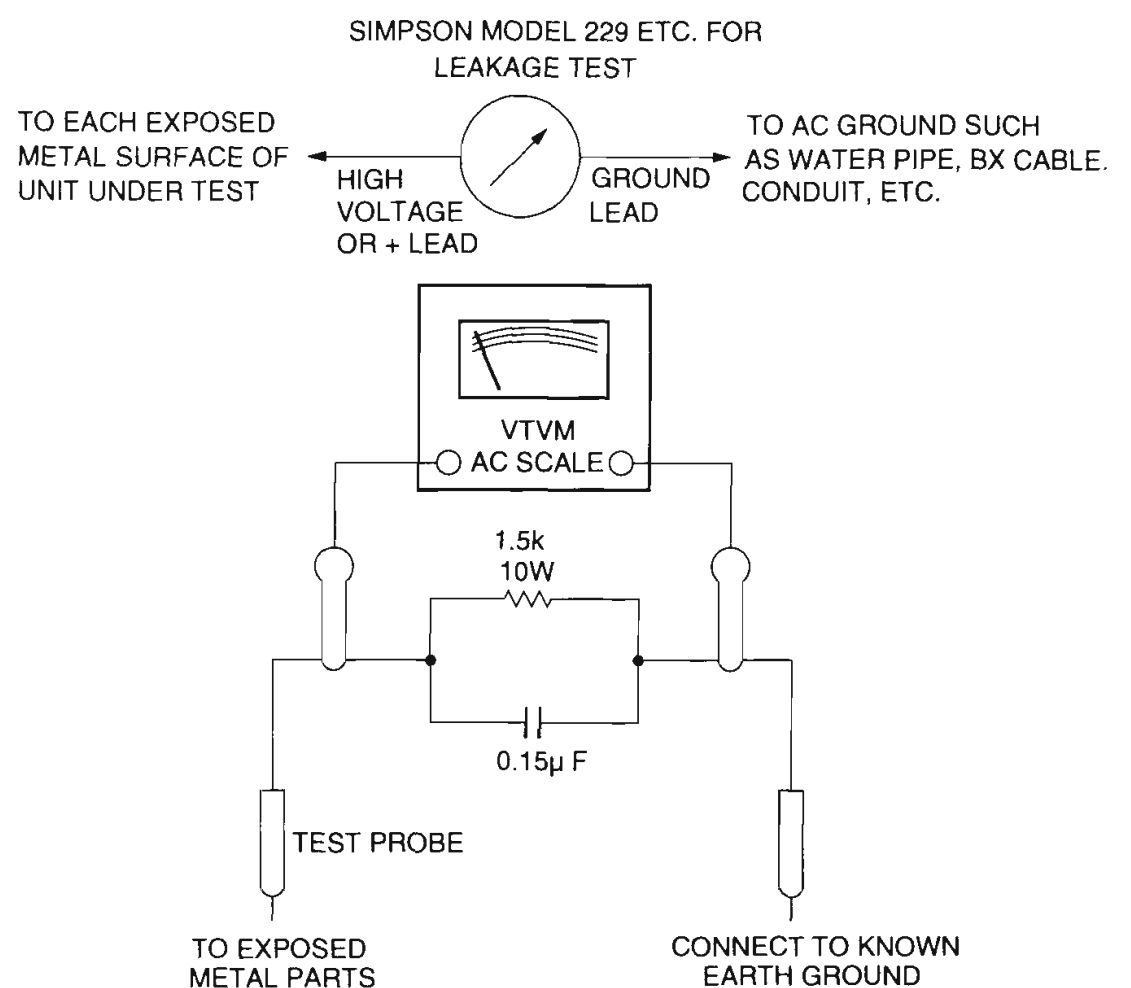 SIMPSON MODEL 229 ETC. FOR
LEAKAGE TEST
TO EACH EXPOSED
METAL SURFACE OF
UNIT UNDER TEST
HIGH
VOLTAGE
OR + LEAD
GROUND
LEAD
TO AC GROUND SUCH
AS WATER PIPE, BX CABLE.
CONDUIT, ETC.
VTVM
AC SCALE
1.5k
10W
0.15μ F
TEST PROBE
TO EXPOSED
METAL PARTS
CONNECT TO KNOWN
EARTH GROUND